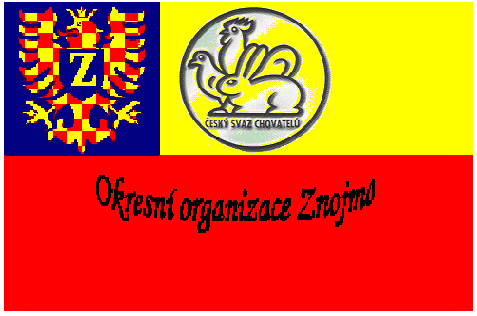 Z
ČESKÝ SVAZ CHOVATELŮ
Okresní organizace Znojmo